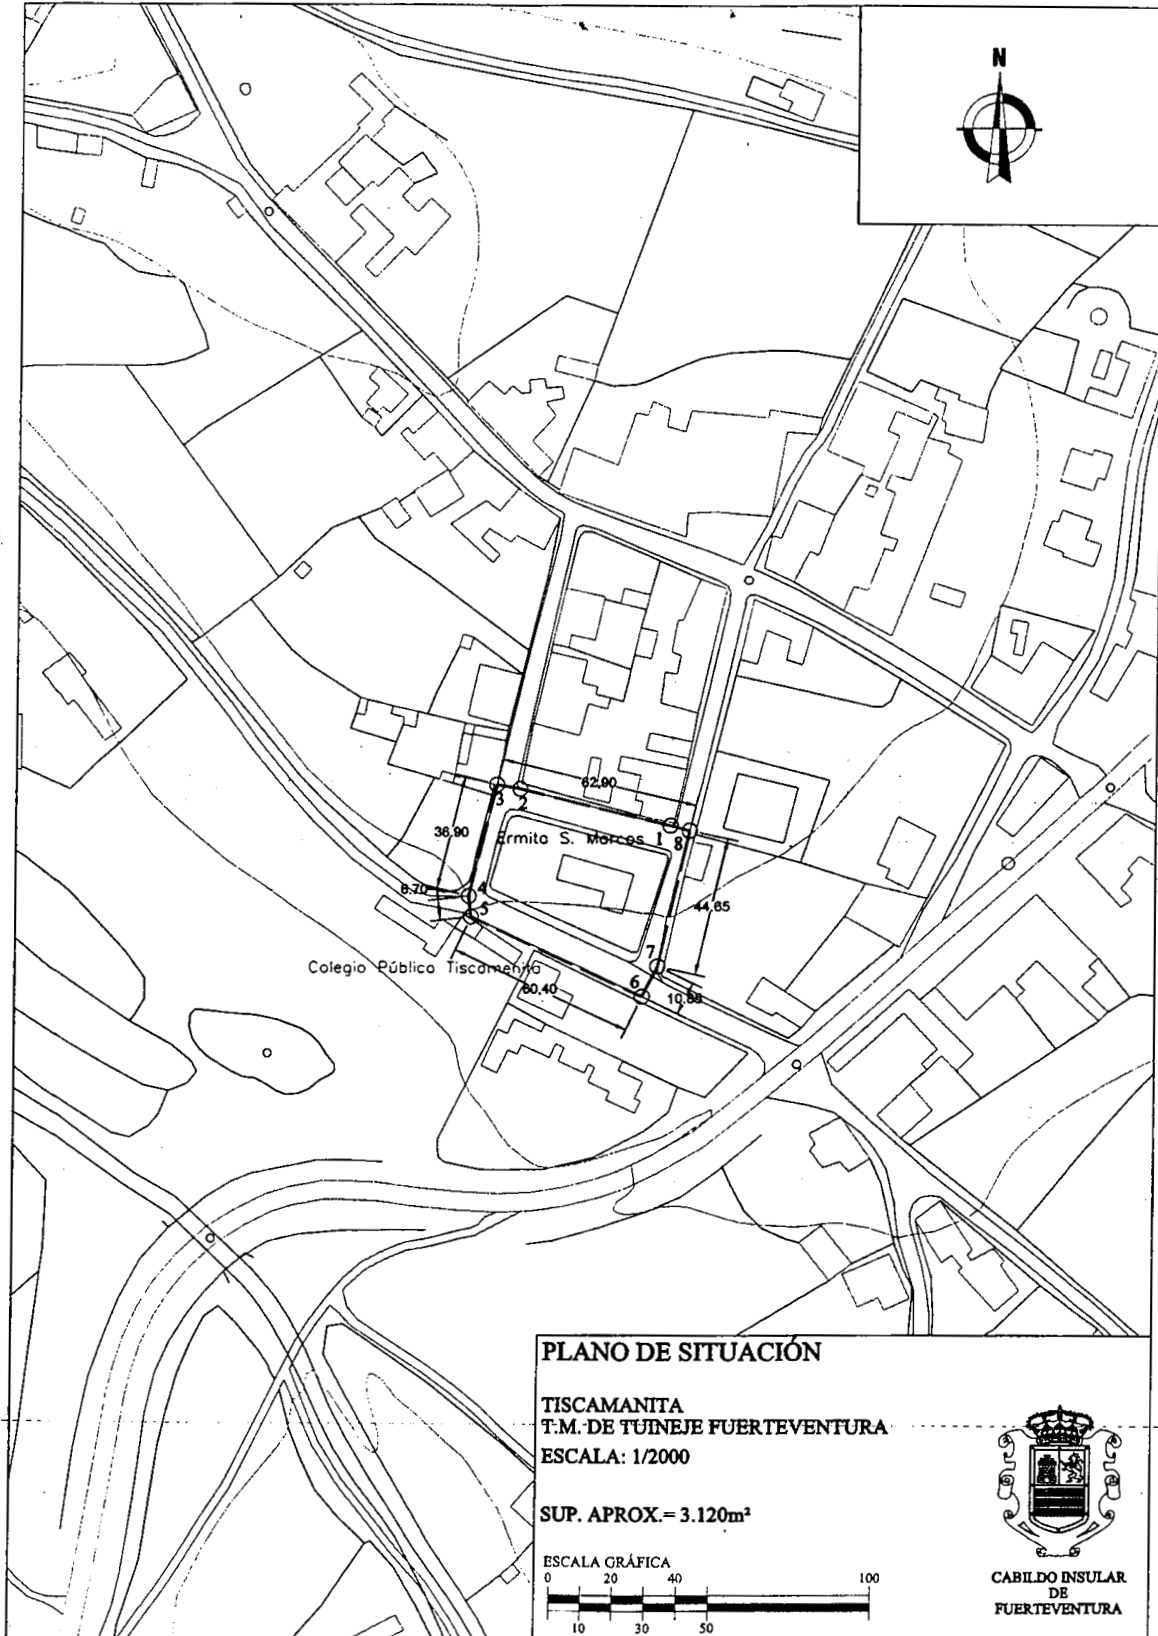 N
62,90
3
2
1
8
36,90
Ermita S. Marcos
6.70
4
5
44,65
Colegio Público Tiscamenita
7
60,40
6
10,85
PLANO DE SITUACIÓN
TISCAMANITA
T.M. DE TUINEJE FUERTEVENTURA
ESCALA: 1/2000
SUP. APROX.= 3.120m²
ESCALA GRÁFICA
0 20 40 100
10 30 50
CABILDO INSULAR
DE
FUERTEVENTURA